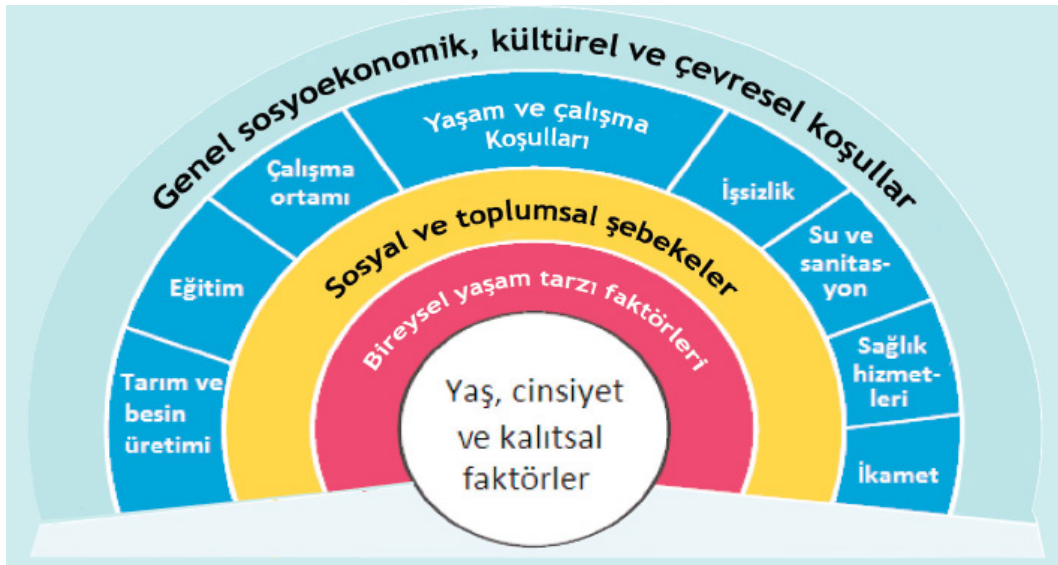 Genel sosyoekonomik, kültürel ve çevresel koşullar
Yaşam ve çalışma
Koşulları
Çalışma
ortamı
İşsizlik
Eğitim
Su ve
sanitas-
yon
Tarım ve
besin
üretimi
Sağlık
hizmet-
leri
İkamet
Sosyal ve toplumsal şebekeler
Bireysel yaşam tarzı faktörleri
Yaş, cinsiyet
ve kalıtsal
faktörler